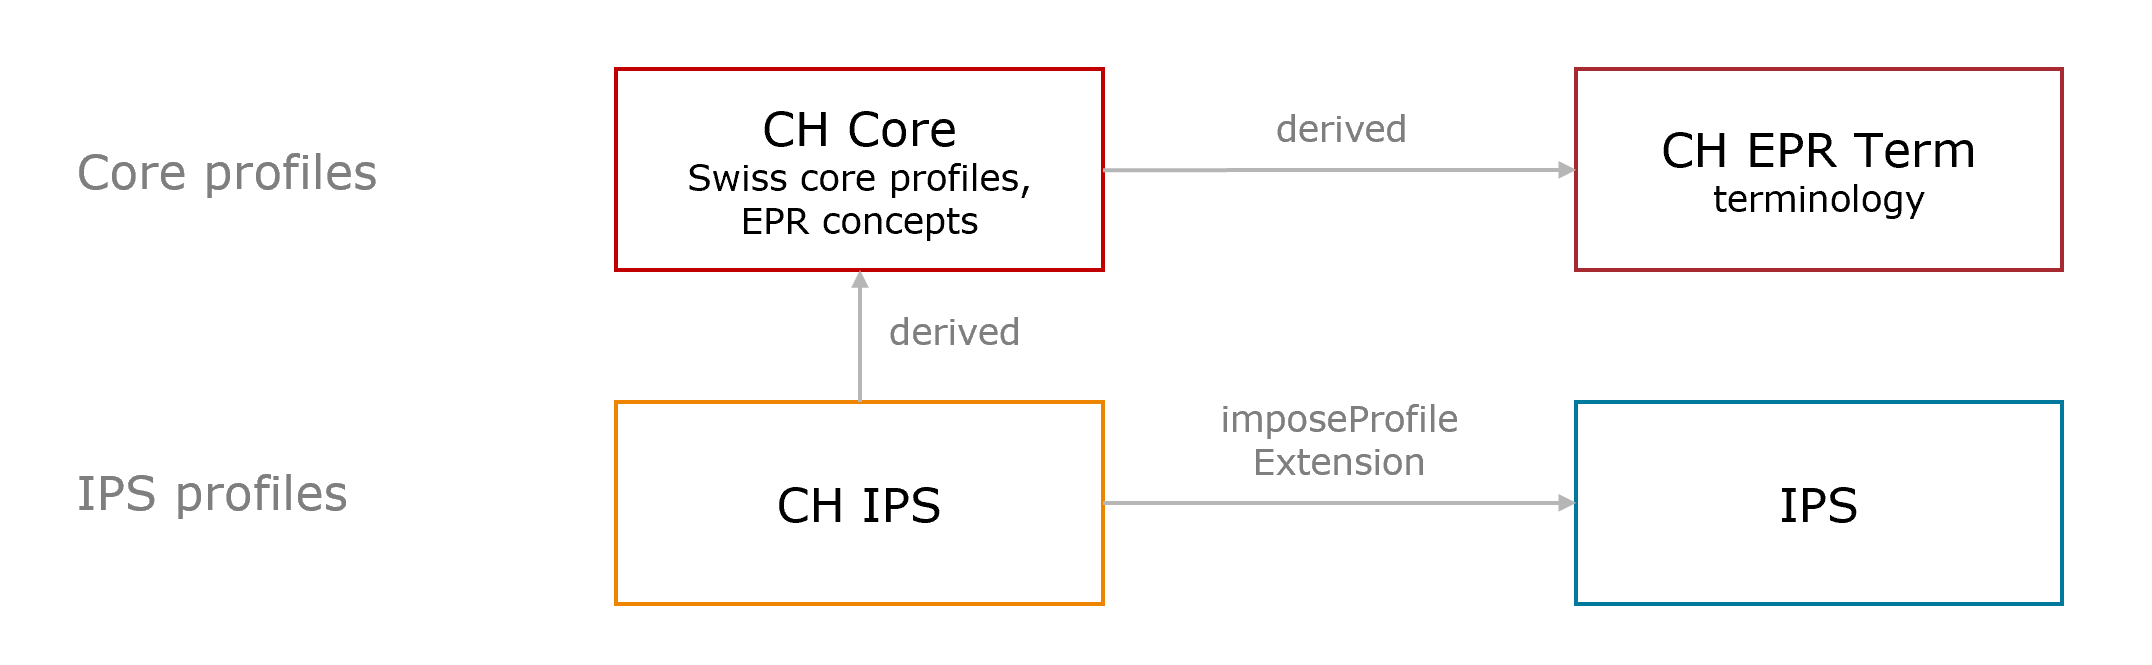 Core profiles
CH Core
Swiss core profiles,
EPR concepts
derived
CH EPR Term
terminology
derived
IPS profiles
CH IPS
imposeProfile
Extension
IPS